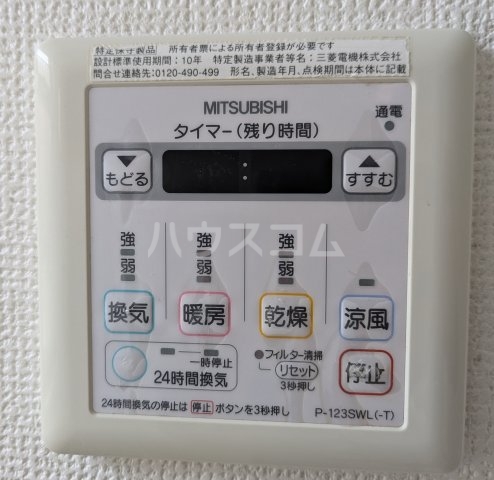 特定保守製品 所有者票による所有者登録が必要です
設計標準使用期間：10年 特定製造事業者等名：三菱電機株式会社
問合せ連絡先：0120-490-499 形名、製造年月、点検期間は本体に記載
MITSUBISHI
通電
タイマー(残り時間)
▼ ▲
もどる : すすむ
ハウスコム
強 強 強
弱 弱 弱
換気 暖房 乾燥 涼風
一時停止
24時間換気
フィルター清掃
リセット
3秒押し
停止
24時間換気の停止は 停止 ボタンを3秒押し
P-123SWL(-T)